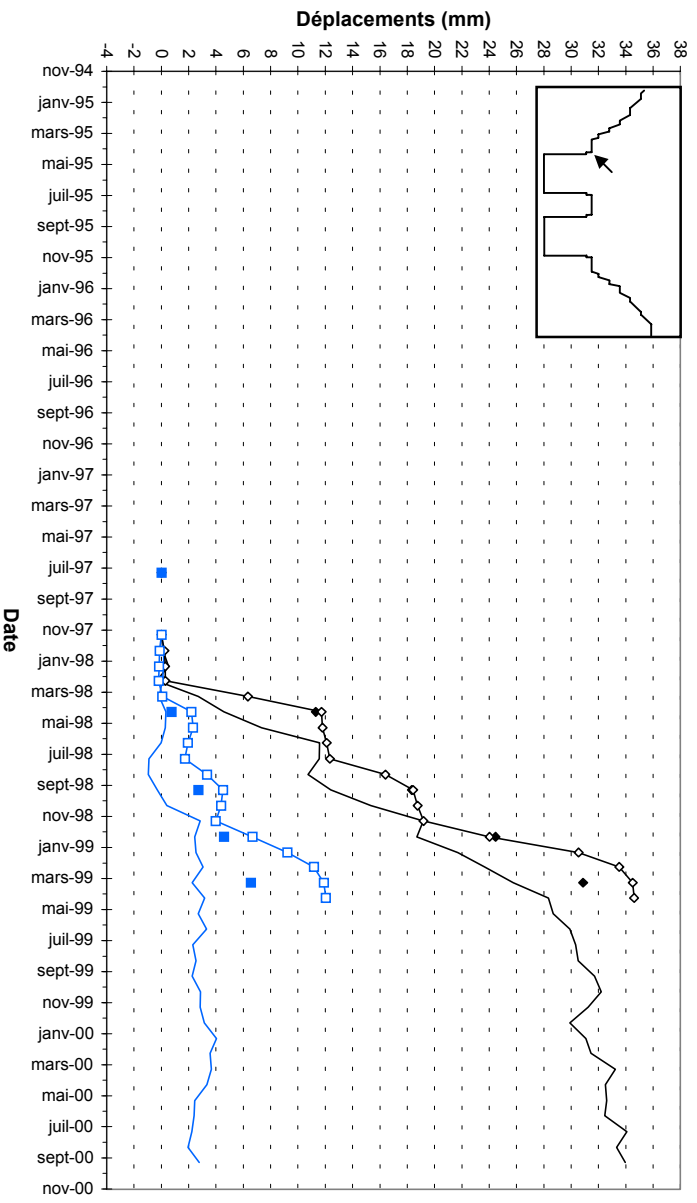 Déplacements (mm)
-4 -2 0 2 4 6 8 10 12 14 16 18 20 22 24 26 28 30 32 34 36 38
nov-94
janv-95
mars-95
mai-95
juil-95
sept-95
nov-95
janv-96
mars-96
mai-96
juil-96
sept-96
nov-96
janv-97
mars-97
mai-97
juil-97
sept-97
nov-97
janv-98
mars-98
mai-98
juil-98
sept-98
nov-98
janv-99
mars-99
mai-99
juil-99
sept-99
nov-99
janv-00
mars-00
mai-00
juil-00
sept-00
nov-00
Date